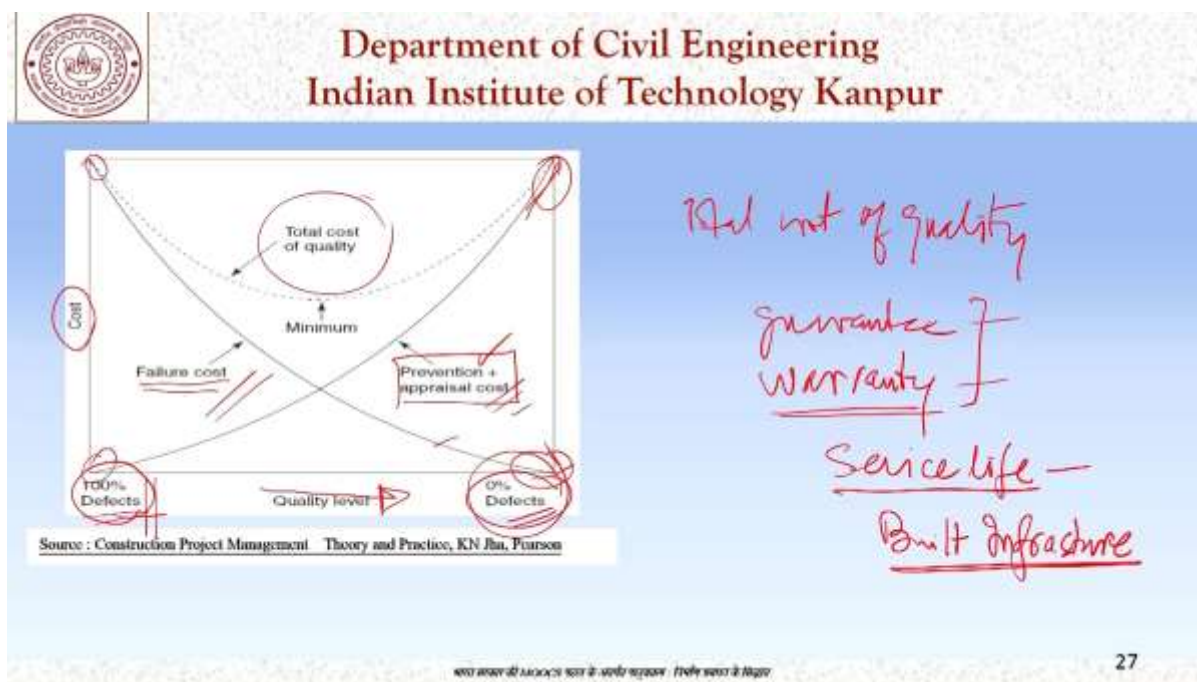 Department of Civil Engineering
Indian Institute of Technology Kanpur
Total cost
of quality
Cost
Minimum
Failure cost
Prevention +
appraisal cost
100%
Defects
Quality level
0%
Defects
Source : Construction Project Management Theory and Practice, KN Jha, Pearson
Total cost of quality
guarantee
warranty
Service life
Built Infrasture
27